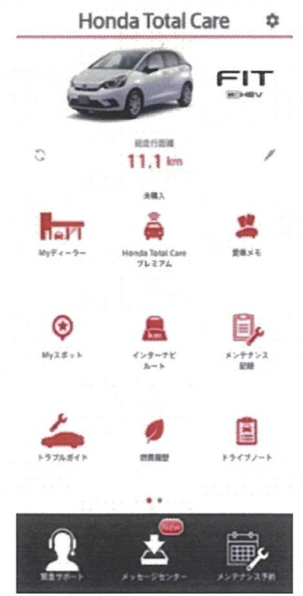 Honda Total Care
FIT
e:HEV
総走行距離
11.1 km
未購入
Myディーラー
Honda Total Care
プレミアム
愛車メモ
Myスポット
インターナビ
ルート
メンテナンス
記録
km
トラブルガイド
燃費履歴
ドライブノート
New
緊急サポート
メッセージセンター
メンテナンス予約